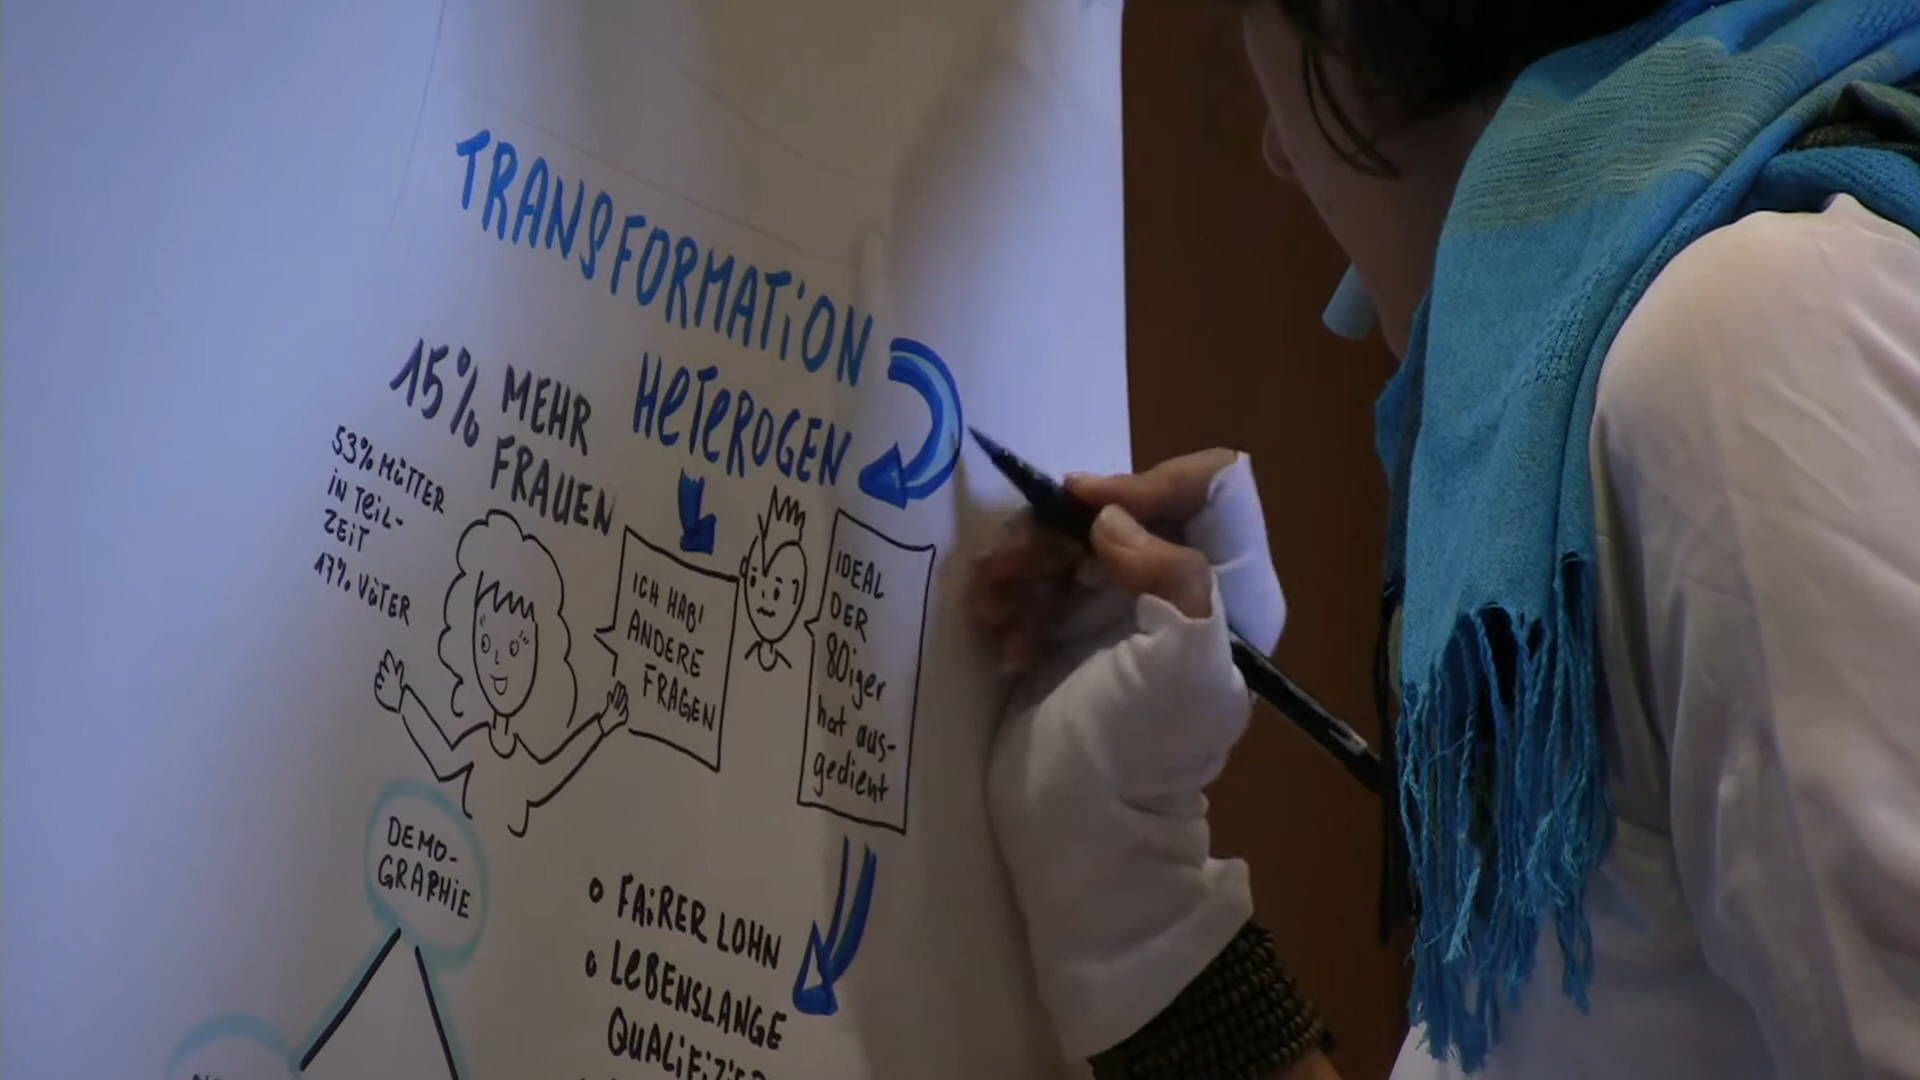 TRANSFORMATiON
HeTeROGEN
15% MEHR
FRAUEN
53% MüTTER
iN TeiL-
ZEiT
17% VäTER
ICH HAB'
ANDERE
FRAGEN
IDEAL
DER
80iger
hat aus-
gedient
DEMO-
GRAPHiE
FAiRER LOHN
LeBENSLANGE